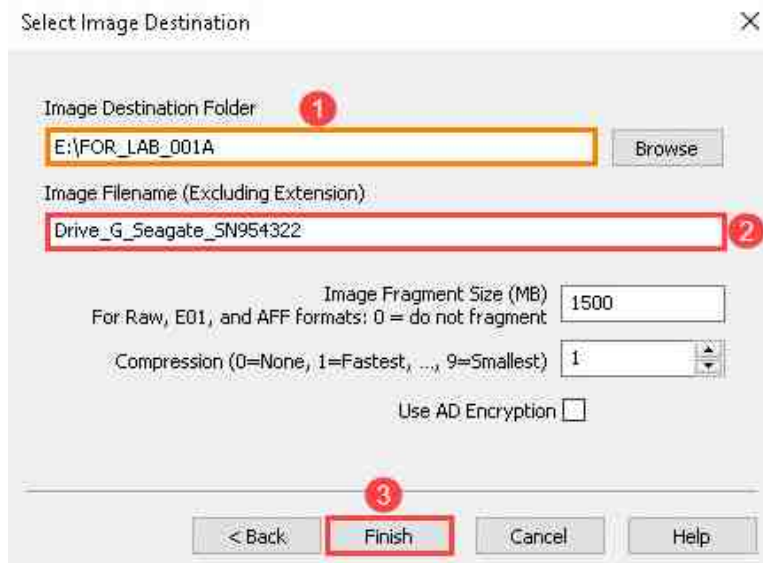 Select Image Destination
Image Destination Folder
1
E:\FOR_LAB_001A
Browse
Image Filename (Excluding Extension)
Drive_G_Seagate_SN954322
2
Image Fragment Size (MB)
For Raw, E01, and AFF formats: 0 = do not fragment
1500
Compression (0=None, 1=Fastest, ..., 9=Smallest)
1
Use AD Encryption
3
< Back
Finish
Cancel
Help